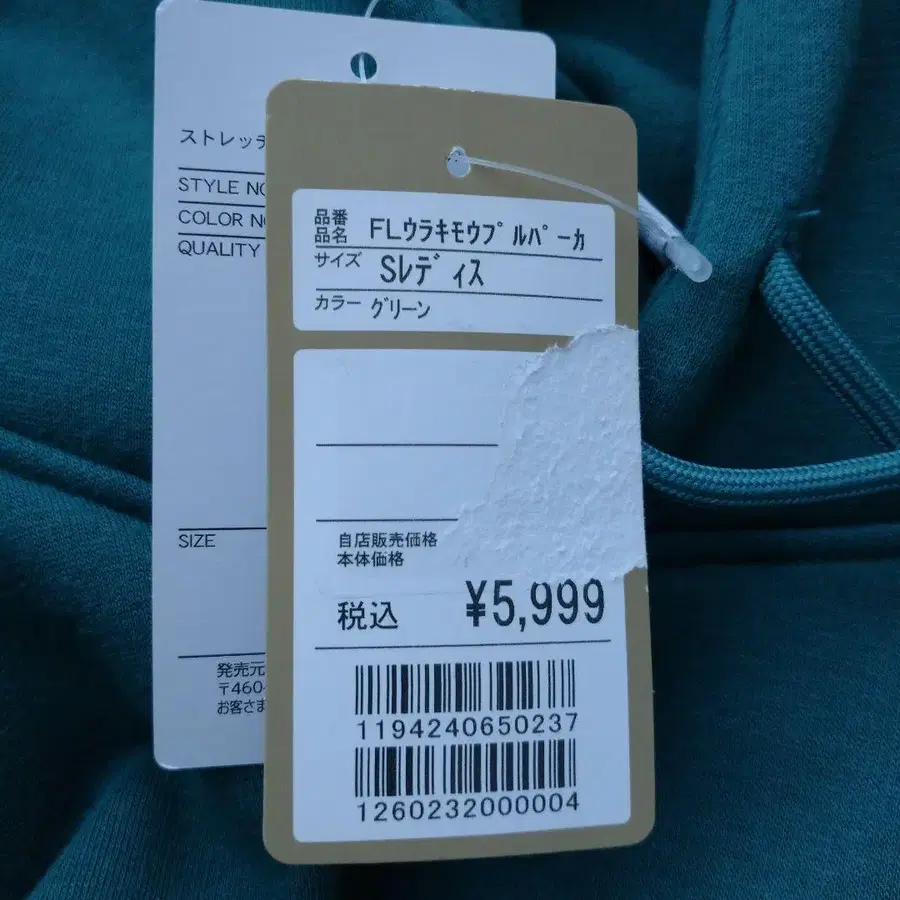 ストレッチ
STYLE NO
COLOR NO
QUALITY
SIZE
発売元
〒460-
お客さま
品番
品名 FLウラキモウプルパーカ
サイズ Sレディス
カラー グリーン
自店販売価格
本体価格
税込 ¥5,999
1194240650237
1260232000004